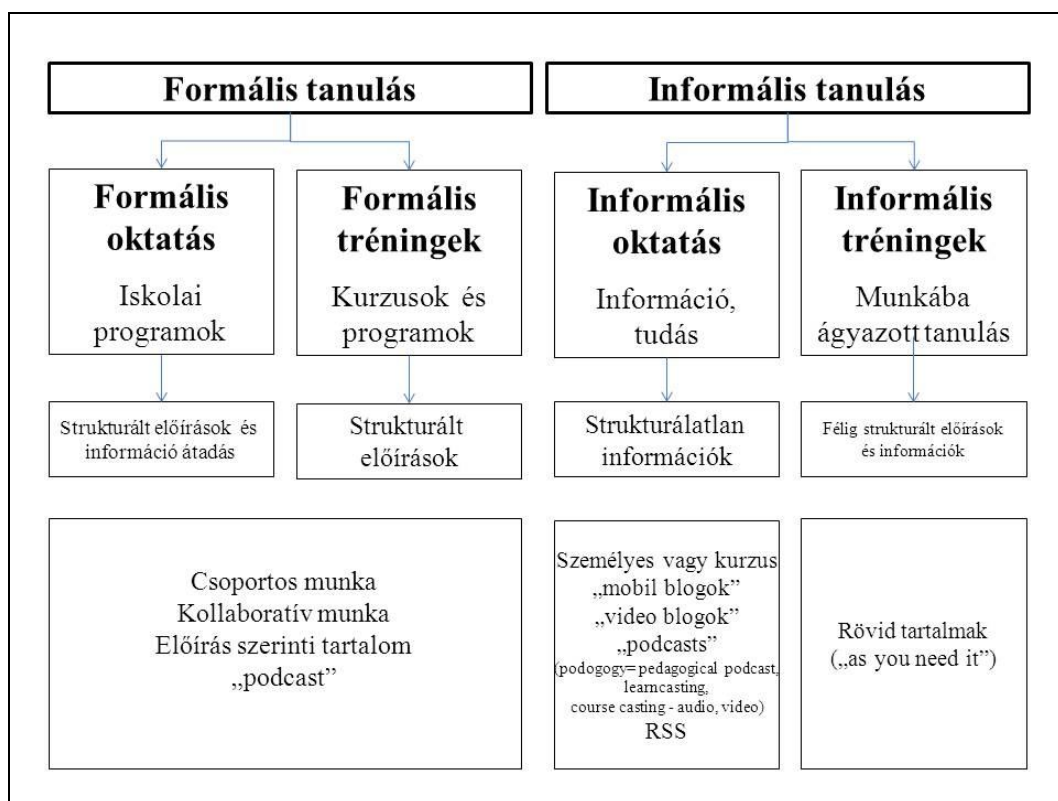 Formális tanulás
Informális tanulás
Formális
oktatás
Iskolai
programok
Formális
tréningek
Kurzusok és
programok
Informális
oktatás
Információ,
tudás
Informális
tréningek
Munkába
ágyazott tanulás
Strukturált előírások és
információ átadás
Strukturált
előírások
Strukturálatlan
információk
Félig strukturált előírások
és információk
Csoportos munka
Kollaboratív munka
Előírás szerinti tartalom
„podcast”
Személyes vagy kurzus
„mobil blogok”
„video blogok”
„podcasts”
(podogogy= pedagogical podcast,
learncasting,
course casting - audio, video)
RSS
Rövid tartalmak
(„as you need it”)